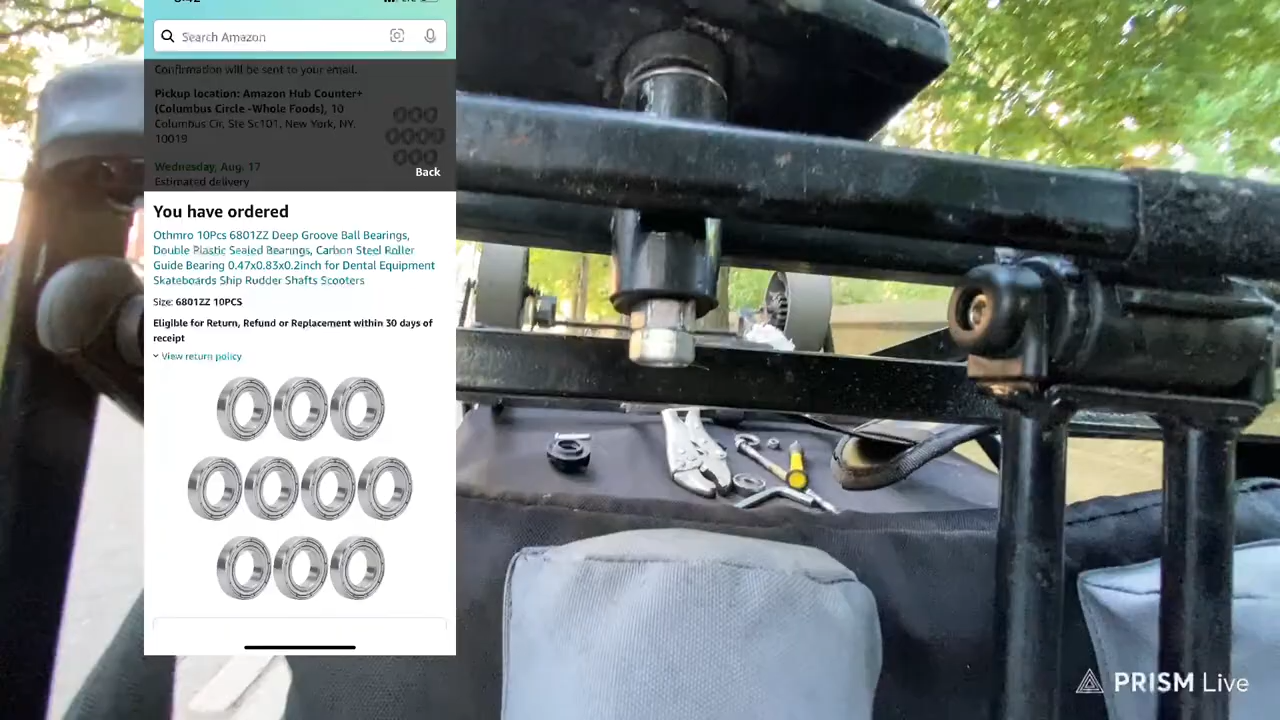 Search Amazon
Confirmation will be sent to your email.
Pickup location: Amazon Hub Counter+
(Columbus Circle -Whole Foods), 10
Columbus Cir, Ste Sc101, New York, NY.
10019
Wednesday, Aug. 17
Estimated delivery
Back
You have ordered
Othmro 10Pcs 6801ZZ Deep Groove Ball Bearings,
Double Plastic Sealed Bearings, Carbon Steel Roller
Guide Bearing 0.47x0.83x0.2inch for Dental Equipment
Skateboards Ship Rudder Shafts Scooters
Size: 6801ZZ 10PCS
Eligible for Return, Refund or Replacement within 30 days of
receipt
View return policy
PRISM Live